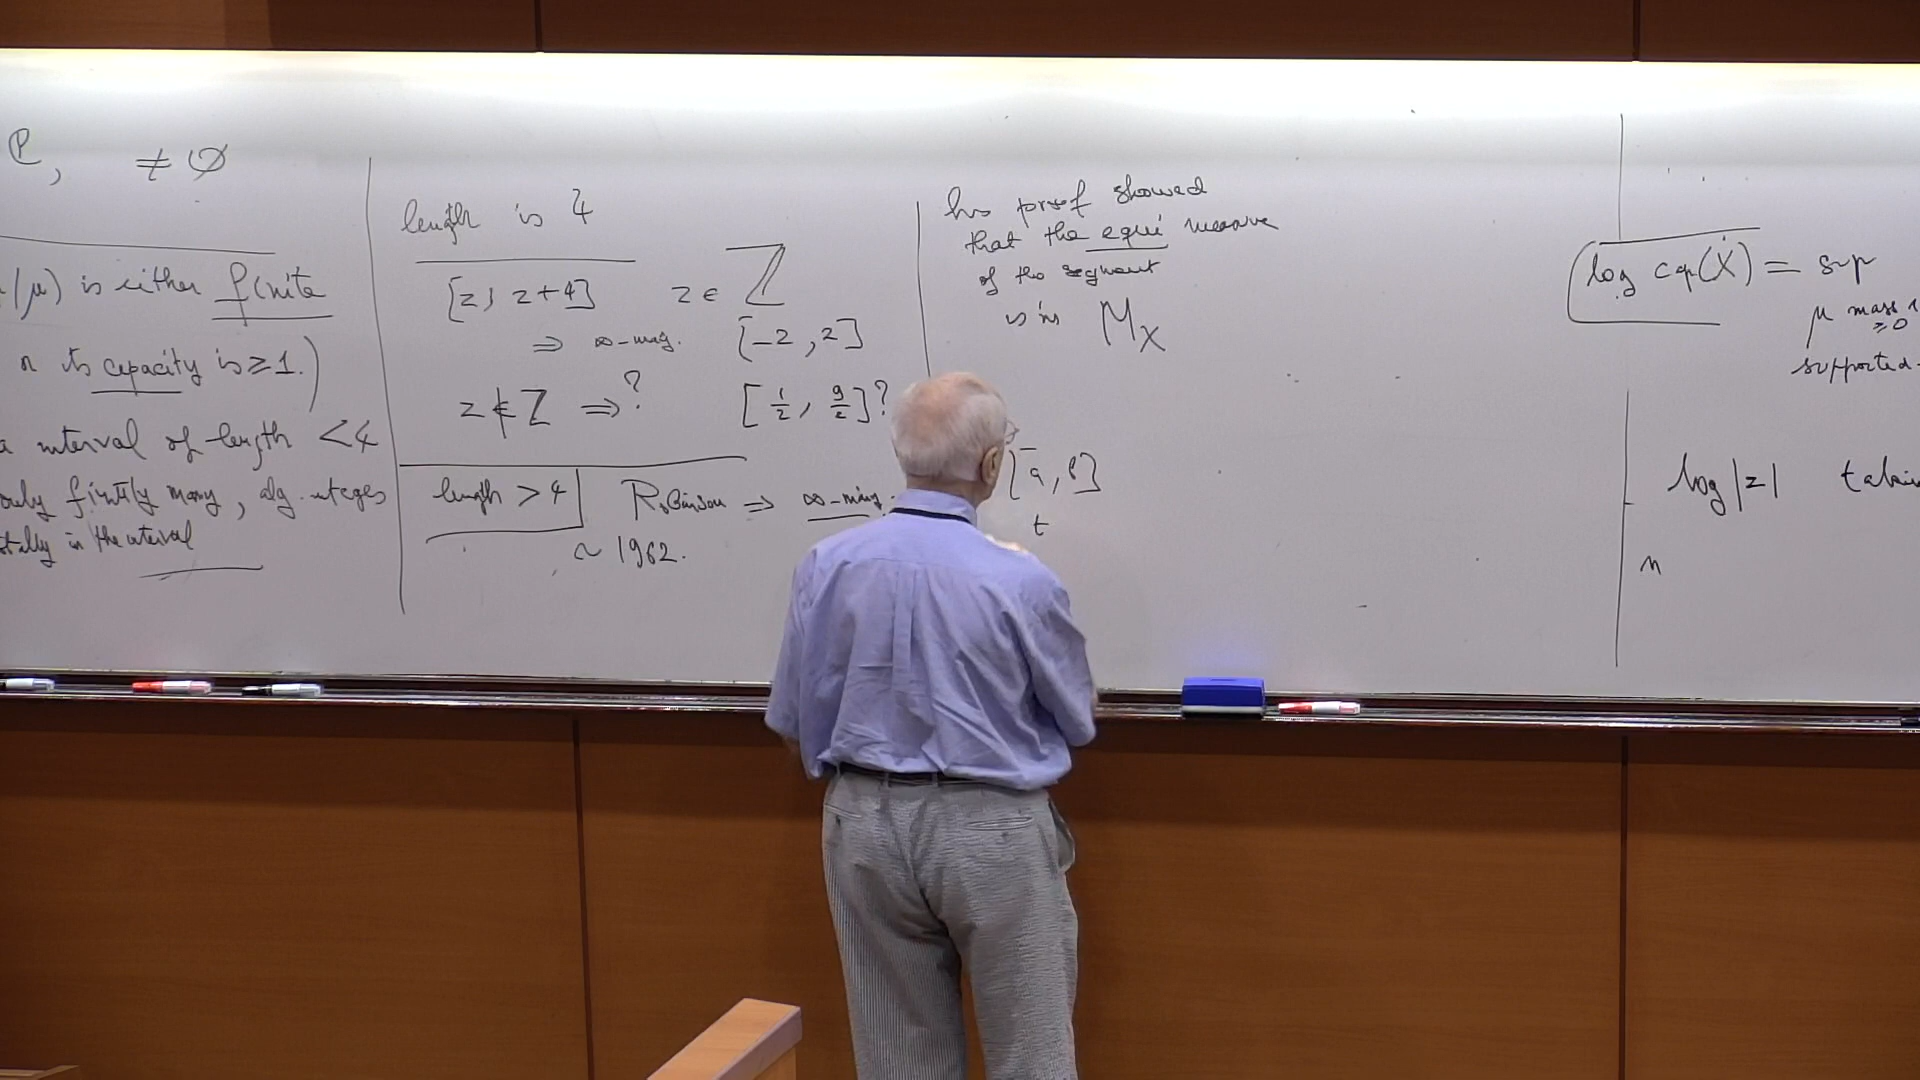 , ≠ ∅
/μ) is either finite
its capacity is ≥ 1.)
a interval of length < 4
only many, alg. integers
in the interval
length is 4
[z, z+4] z ∈ ℤ
⇒ ∞-many. [-2, 2]
z ∉ ℤ ⇒ ? [1/2, 9/2]?
length > 4 Robinson ⇒ ∞-many.
~ 1962.
his proof showed
that the equi measure
of the segment
is in M_X
[a, b]
t
log cap(X) = sup
μ mass 1
≥0
supported
log |z|
n